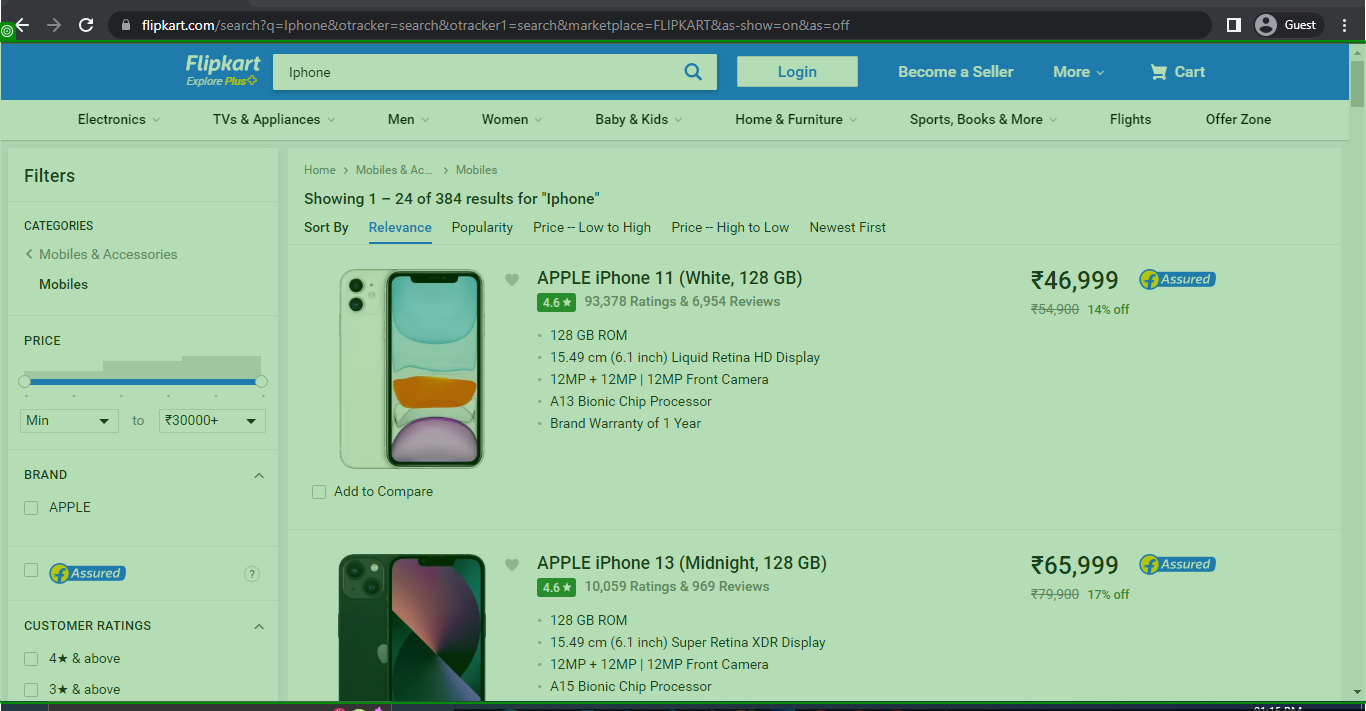 flipkart.com/search?q=Iphone&otracker=search&otracker1=search&marketplace=FLIPKART&as-show=on&as=off
Guest
Flipkart
Explore Plus
Iphone
Login
Become a Seller
More
Cart
Electronics
TVs & Appliances
Men
Women
Baby & Kids
Home & Furniture
Sports, Books & More
Flights
Offer Zone
Filters
CATEGORIES
Mobiles & Accessories
Mobiles
PRICE
Min to ₹30000+
BRAND
APPLE
f Assured
?
CUSTOMER RATINGS
4★ & above
3★ & above
Home > Mobiles & Ac... > Mobiles
Showing 1 – 24 of 384 results for "Iphone"
Sort By Relevance Popularity Price -- Low to High Price -- High to Low Newest First
APPLE iPhone 11 (White, 128 GB)
4.6★ 93,378 Ratings & 6,954 Reviews
128 GB ROM
15.49 cm (6.1 inch) Liquid Retina HD Display
12MP + 12MP | 12MP Front Camera
A13 Bionic Chip Processor
Brand Warranty of 1 Year
₹46,999 f Assured
₹54,900 14% off
Add to Compare
APPLE iPhone 13 (Midnight, 128 GB)
4.6★ 10,059 Ratings & 969 Reviews
128 GB ROM
15.49 cm (6.1 inch) Super Retina XDR Display
12MP + 12MP | 12MP Front Camera
A15 Bionic Chip Processor
₹65,999 f Assured
₹79,900 17% off